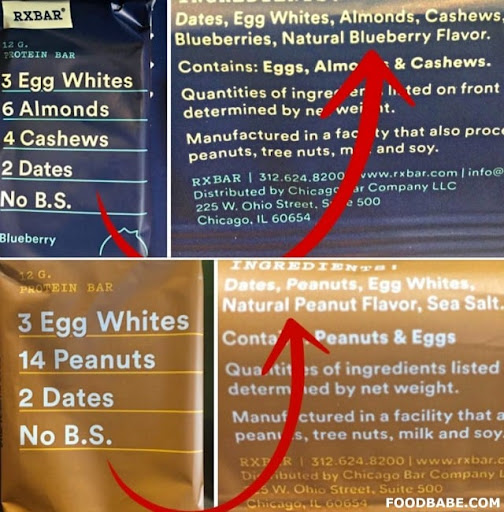 RXBAR®
12 G.
PROTEIN BAR
3 Egg Whites
6 Almonds
4 Cashews
2 Dates
No B.S.
Blueberry
Dates, Egg Whites, Almonds, Cashews
Blueberries, Natural Blueberry Flavor.
Contains: Eggs, & Cashews.
Quantities of listed on front
determined by net weight.
Manufactured in a facility that also
peanuts, tree nuts, milk and soy.
RXBAR | 312.624.8200 www.rxbar.com | info@
Distributed by Chicago Bar Company LLC
225 W. Ohio Street, Suite 500
Chicago, IL 60654
12 G.
PROTEIN BAR
3 Egg Whites
14 Peanuts
2 Dates
No B.S.
INGREDIENTS:
Dates, Peanuts, Egg Whites,
Natural Peanut Flavor, Sea Salt.
Peanuts & Eggs
Quantities of ingredients listed
determined by net weight.
Manufactured in a facility that
peanuts, tree nuts, milk and soy
RXBAR | 312.624.8200 | www.rxbar.c
Distributed by Chicago Bar Company
225 W. Ohio Street, Suite 500
Chicago, IL 60654
FOODBABE.COM